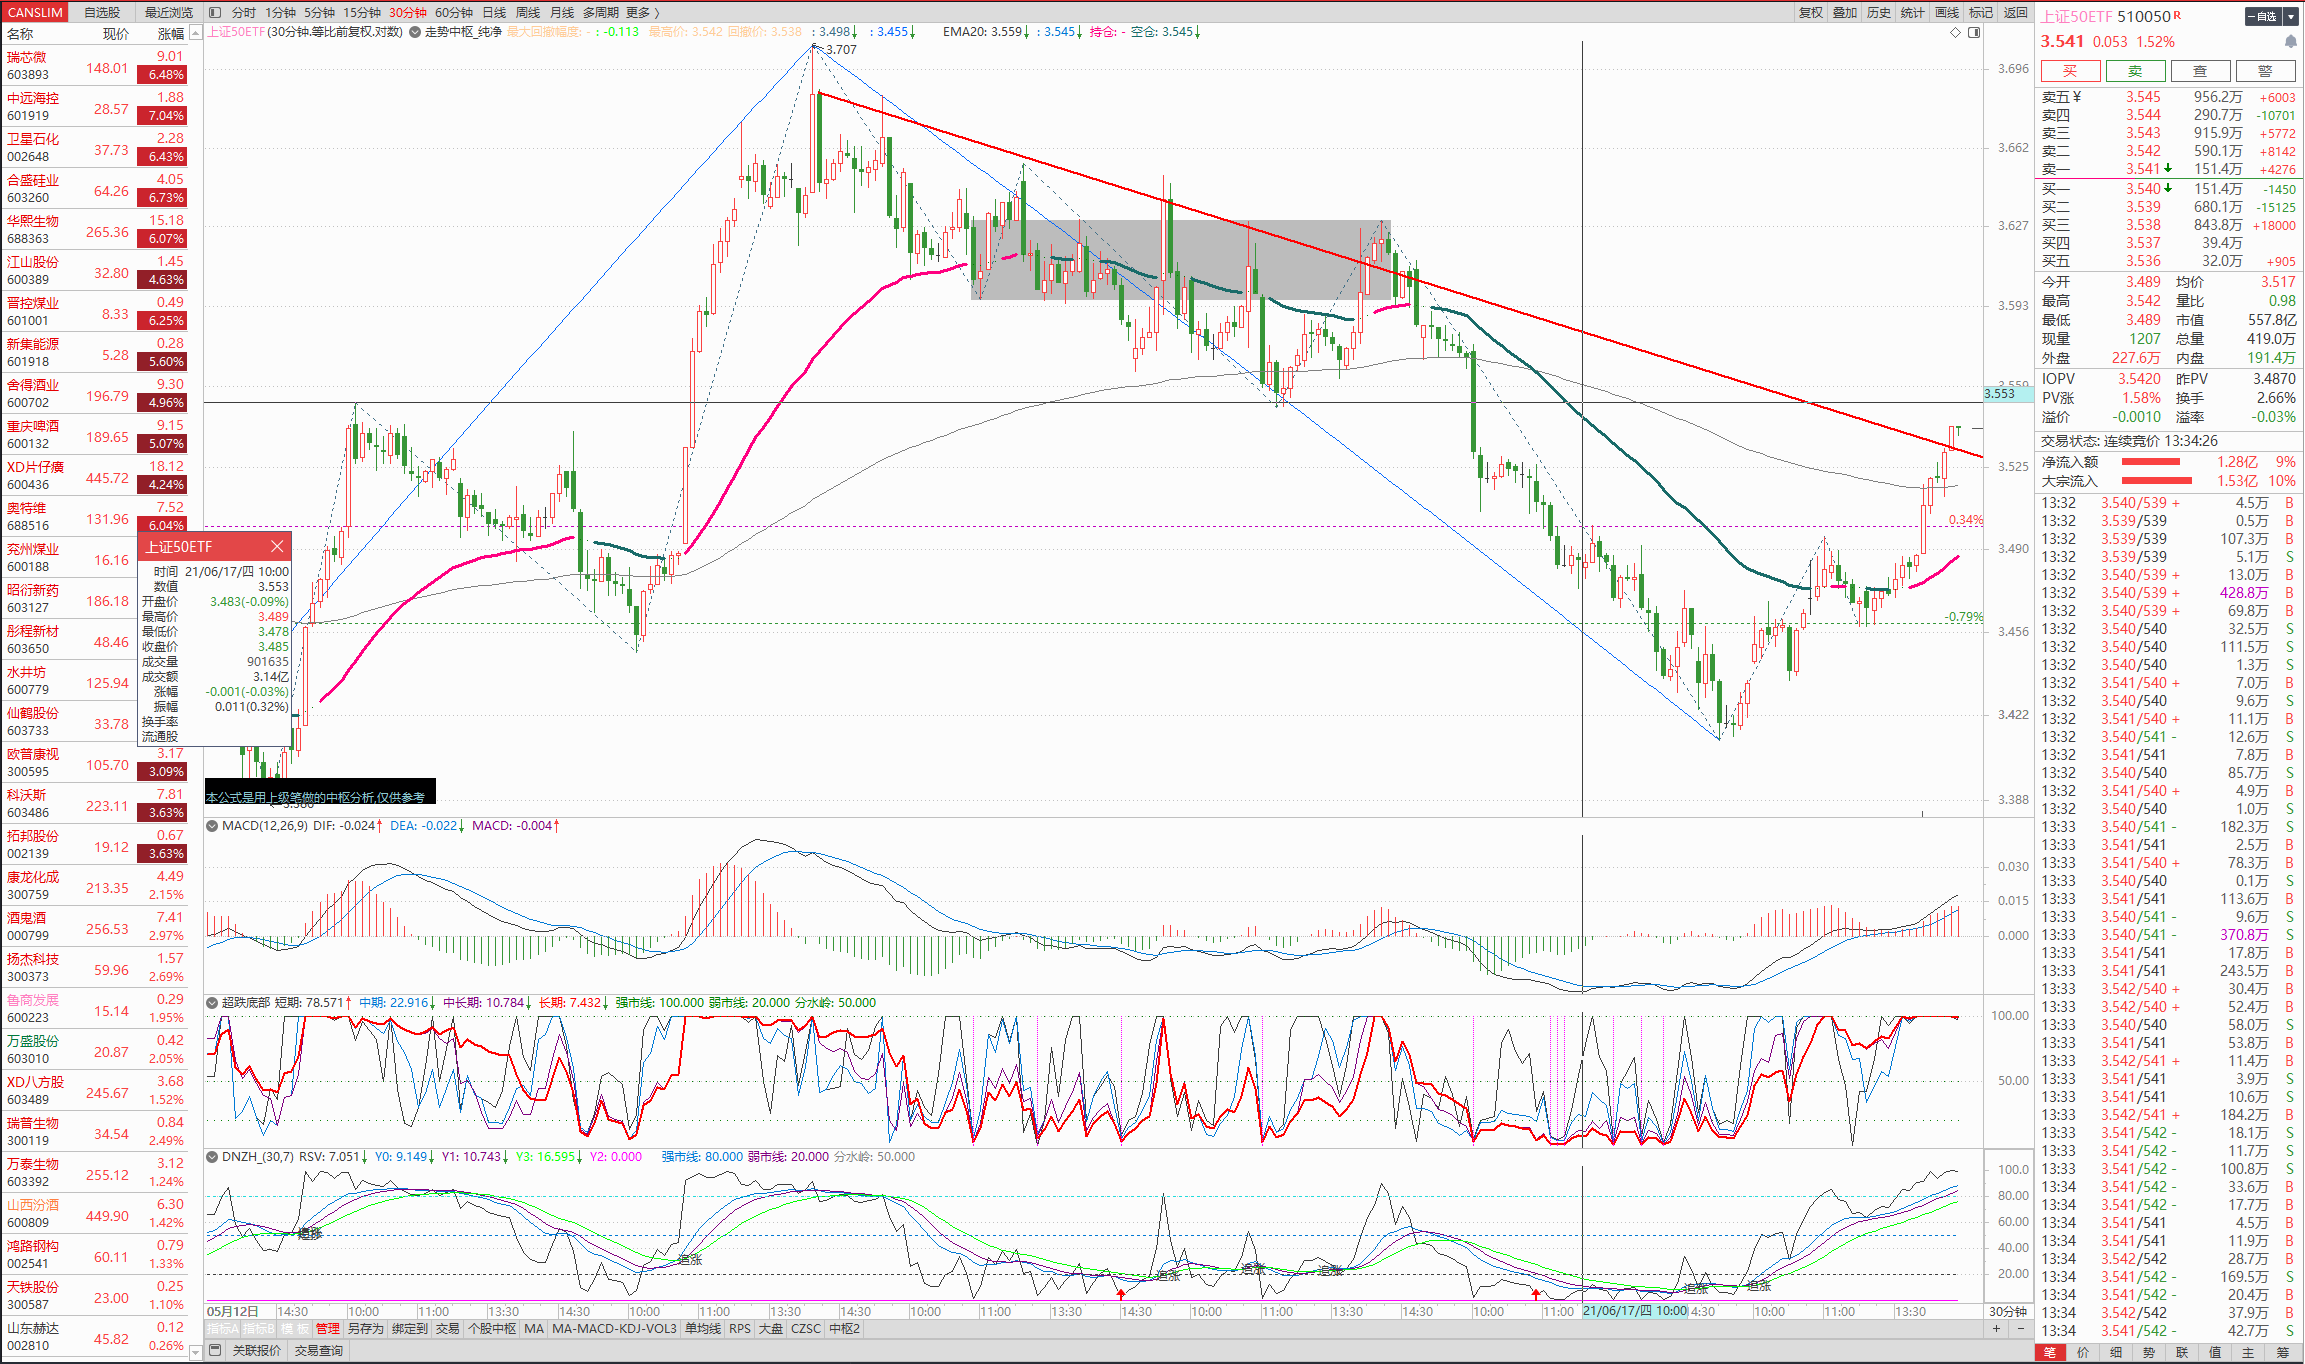 CANSLIM 自选股 最近浏览 分时 1分钟 5分钟 15分钟 30分钟 60分钟 日线 周线 月线 多周期 更多 〉 复权 叠加 历史 统计 画线 标记 返回
名称 现价 涨幅
瑞芯微 603893 148.01 9.01 6.48%
中远海控 601919 28.57 1.88 7.04%
卫星石化 002648 37.73 2.28 6.43%
合盛硅业 603260 64.26 4.05 6.73%
华熙生物 688363 265.36 15.18 6.07%
江山股份 600389 32.80 1.45 4.63%
晋控煤业 601001 8.33 0.49 6.25%
新集能源 601918 5.28 0.28 5.60%
舍得酒业 600702 196.79 9.30 4.96%
重庆啤酒 600132 189.65 9.15 5.07%
XD片仔癀 600436 445.72 18.12 4.24%
奥特维 688516 131.96 7.52 6.04%
兖州煤业 600188 16.16
昭衍新药 603127 186.18
彤程新材 603650 48.46
水井坊 600779 125.94
仙鹤股份 603733 33.78
欧普康视 300595 105.70 3.17 3.09%
科沃斯 603486 223.11 7.81 3.63%
拓邦股份 002139 19.12 0.67 3.63%
康龙化成 300759 213.35 4.49 2.15%
酒鬼酒 000799 256.53 7.41 2.97%
扬杰科技 300373 59.96 1.57 2.69%
鲁商发展 600223 15.14 0.29 1.95%
万盛股份 603010 20.87 0.42 2.05%
XD八方股 603489 245.67 3.68 1.52%
瑞普生物 300119 34.54 0.84 2.49%
万泰生物 603392 255.12 3.12 1.24%
山西汾酒 600809 449.90 6.30 1.42%
鸿路钢构 002541 60.11 0.79 1.33%
天铁股份 300587 23.00 0.25 1.10%
山东赫达 002810 45.82 0.12 0.26%
上证50ETF (30分钟.等比前复权.对数) 走势中枢_纯净 最大回撤幅度: - : -0.113 最高价: 3.542 回撤价: 3.538 : 3.498↓ : 3.455↓ EMA20: 3.559↓ : 3.545↓ 持仓: - 空仓: 3.545↓
3.707
3.696
3.662
3.627
3.593
3.559
3.553
3.525
0.34%
3.490
-0.79%
3.456
3.422
3.388
上证50ETF
时间 21/06/17/四 10:00
数值 3.553
开盘价 3.483(-0.09%)
最高价 3.489
最低价 3.478
收盘价 3.485
成交量 901635
成交额 3.14亿
涨幅 -0.001(-0.03%)
振幅 0.011(0.32%)
换手率
流通股
本公式是用上级笔做的中枢分析,仅供参考
MACD(12,26,9) DIF: -0.024↑ DEA: -0.022↓ MACD: -0.004↑
0.030
0.015
0.000
超跌底部 短期: 78.571↑ 中期: 22.916↓ 中长期: 10.784↓ 长期: 7.432↓ 强市线: 100.000 弱市线: 20.000 分水岭: 50.000
100.00
50.00
DNZH_(30,7) RSV: 7.051↓ Y0: 9.149↓ Y1: 10.743↓ Y3: 16.595↓ Y2: 0.000 强市线: 80.000 弱市线: 20.000 分水岭: 50.000
100.0
80.00
60.00
40.00
20.00
追涨 追涨 追涨 追涨 追涨 追涨 追涨
05月12日 14:30 10:00 11:00 13:30 14:30 10:00 11:00 13:30 14:30 10:00 11:00 13:30 14:30 10:00 11:00 13:30 14:30 10:00 11:00 21/06/17/四 10:00 4:30 10:00 11:00 13:30 30分钟
指标A 指标B 模 板 管理 另存为 绑定到 交易 个股中枢 MA MA-MACD-KDJ-VOL3 单均线 RPS 大盘 CZSC 中枢2 + −
关联报价 交易查询
上证50ETF 510050 R −自选
3.541 0.053 1.52%
买 卖 查 警
卖五￥ 3.545 956.2万 +6003
卖四 3.544 290.7万 -10701
卖三 3.543 915.9万 +5772
卖二 3.542 590.1万 +8142
卖一 3.541 151.4万 +4276
买一 3.540 151.4万 -1450
买二 3.539 680.1万 -15125
买三 3.538 843.8万 +18000
买四 3.537 39.4万
买五 3.536 32.0万 +905
今开 3.489 均价 3.517
最高 3.542 量比 0.98
最低 3.489 市值 557.8亿
现量 1207 总量 419.0万
外盘 227.6万 内盘 191.4万
IOPV 3.5420 昨PV 3.4870
PV涨 1.58% 换手 2.66%
溢价 -0.0010 溢率 -0.03%
交易状态: 连续竞价 13:34:26
净流入额 1.28亿 9%
大宗流入 1.53亿 10%
13:32 3.540/539 + 4.5万 B
13:32 3.539/539 0.5万 B
13:32 3.539/539 107.3万 B
13:32 3.539/539 5.1万 S
13:32 3.540/539 + 13.0万 B
13:32 3.540/539 + 428.8万 B
13:32 3.540/539 + 69.8万 B
13:32 3.540/540 32.5万 S
13:32 3.540/540 111.5万 S
13:32 3.540/540 1.3万 S
13:32 3.541/540 + 7.0万 B
13:32 3.540/540 9.6万 S
13:32 3.541/540 + 11.1万 B
13:32 3.540/541 - 12.6万 S
13:32 3.541/541 7.8万 B
13:32 3.540/540 85.7万 S
13:32 3.541/540 + 4.9万 B
13:32 3.540/540 1.0万 S
13:33 3.540/541 - 182.3万 S
13:33 3.541/541 2.5万 B
13:33 3.541/540 + 78.3万 B
13:33 3.540/540 0.1万 S
13:33 3.541/541 113.6万 B
13:33 3.540/541 - 9.6万 S
13:33 3.540/541 - 370.8万 S
13:33 3.541/541 17.8万 B
13:33 3.541/541 243.5万 B
13:33 3.542/540 + 30.4万 B
13:33 3.542/540 + 52.4万 B
13:33 3.540/540 58.0万 S
13:33 3.541/541 53.8万 B
13:33 3.542/541 + 11.4万 B
13:33 3.541/541 3.9万 S
13:33 3.541/541 10.6万 S
13:33 3.542/541 + 184.2万 B
13:33 3.541/542 - 18.1万 S
13:33 3.541/542 - 11.7万 S
13:33 3.541/542 - 100.8万 S
13:34 3.541/542 - 33.6万 B
13:34 3.541/542 - 17.7万 B
13:34 3.541/541 4.5万 B
13:34 3.541/541 11.9万 B
13:34 3.542/542 28.7万 B
13:34 3.541/542 - 169.5万 S
13:34 3.541/542 - 20.4万 B
13:34 3.542/542 37.9万 B
13:34 3.541/542 - 42.7万 S
笔 价 细 势 联 值 主 筹